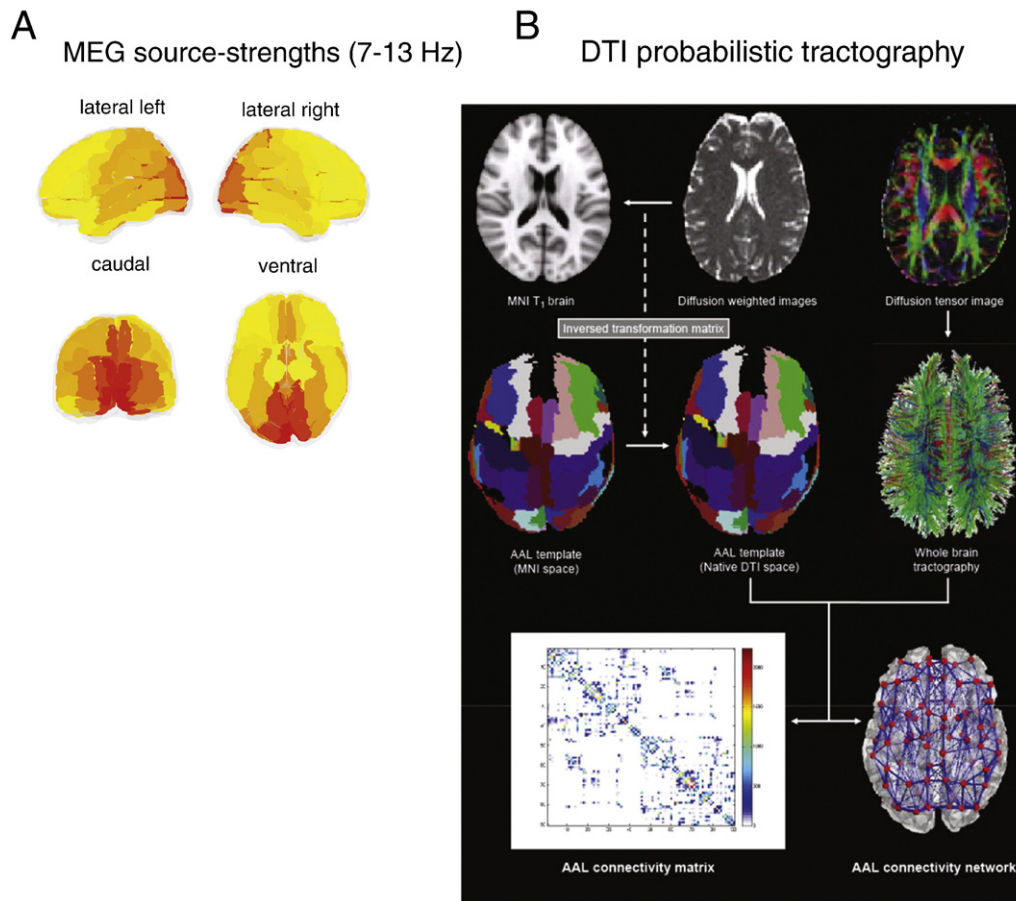 A
MEG source-strengths (7-13 Hz)
lateral left
lateral right
caudal
ventral
B
DTI probabilistic tractography
MNI T₁ brain
Diffusion weighted images
Diffusion tensor image
Inversed transformation matrix
AAL template
(MNI space)
AAL template
(Native DTI space)
Whole brain
tractography
AAL connectivity matrix
AAL connectivity network